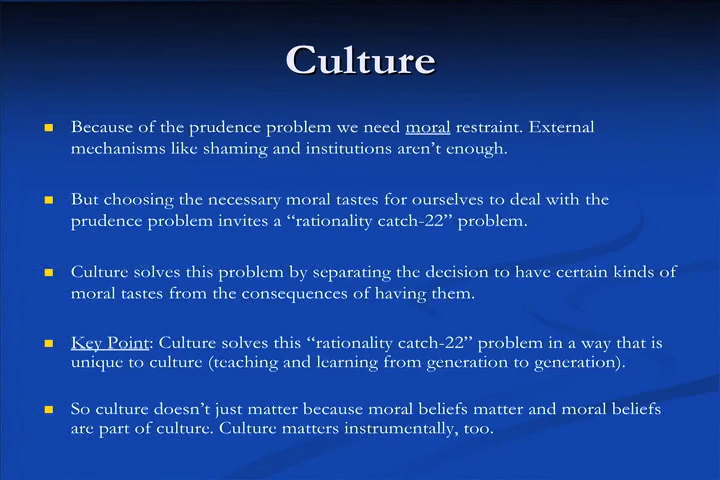 Culture
Because of the prudence problem we need moral restraint. External
mechanisms like shaming and institutions aren't enough.
But choosing the necessary moral tastes for ourselves to deal with the
prudence problem invites a “rationality catch-22” problem.
Culture solves this problem by separating the decision to have certain kinds of
moral tastes from the consequences of having them.
Key Point: Culture solves this “rationality catch-22” problem in a way that is
unique to culture (teaching and learning from generation to generation).
So culture doesn't just matter because moral beliefs matter and moral beliefs
are part of culture. Culture matters instrumentally, too.